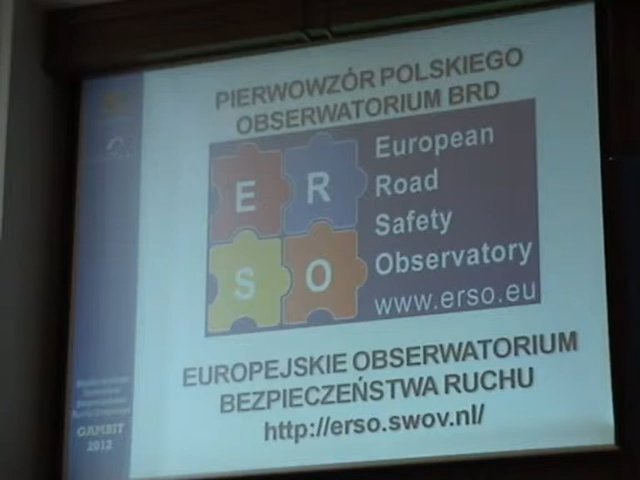 PIERWOWZÓR POLSKIEGO
OBSERWATORIUM BRD
E R
S O
European
Road
Safety
Observatory
www.erso.eu
EUROPEJSKIE OBSERWATORIUM
BEZPIECZEŃSTWA RUCHU
http://erso.swov.nl/
GAMBIT
2012